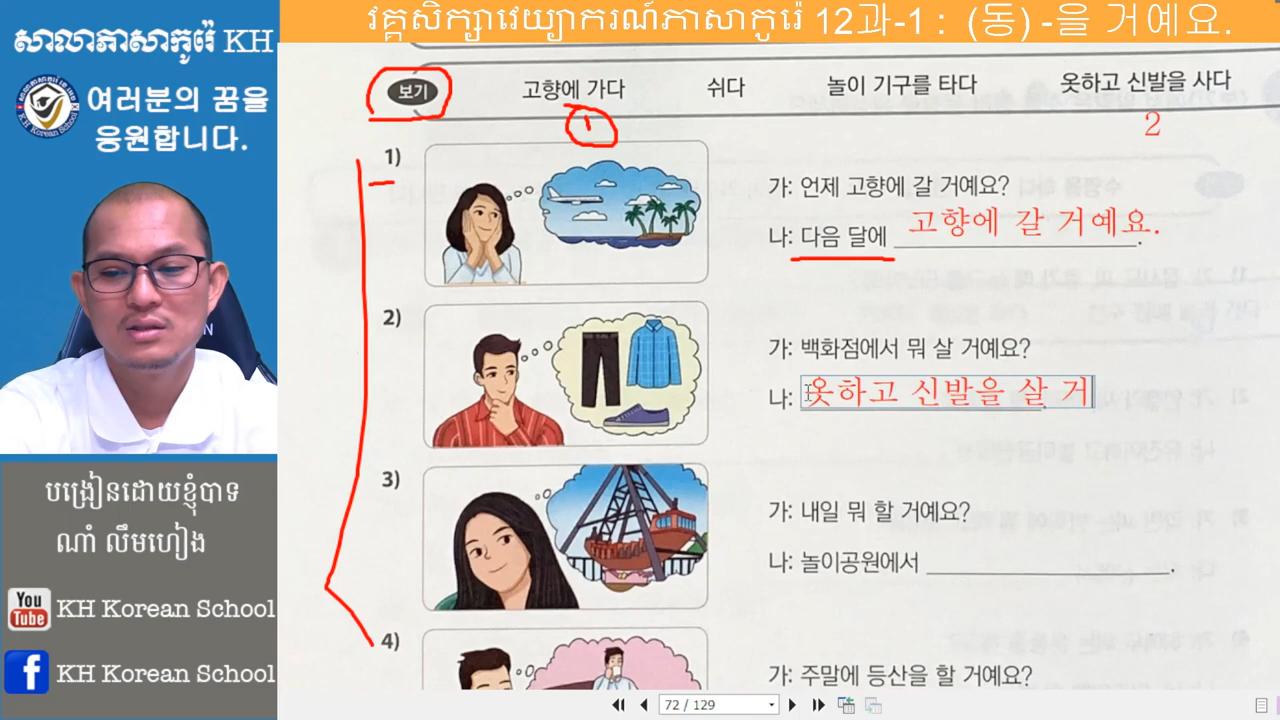 វគ្គសិក្សាវេយ្យាករណ៍ភាសាកូរ៉េ 12과-1 : (동) -을 거예요.
សាលាភាសាកូរ៉េ KH
여러분의 꿈을
응원합니다.
KH Korean School
보기 고향에 가다 쉬다 놀이 기구를 타다 옷하고 신발을 사다
1 2
1)
가: 언제 고향에 갈 거예요?
나: 다음 달에 고향에 갈 거예요.
2)
가: 백화점에서 뭐 살 거예요?
나: 옷하고 신발을 살 거
3)
가: 내일 뭐 할 거예요?
나: 놀이공원에서 .
4)
가: 주말에 등산을 할 거예요?
បង្រៀនដោយខ្ញុំបាទ
ណាំ លឹមហៀង
You Tube KH Korean School
f KH Korean School
72 / 129